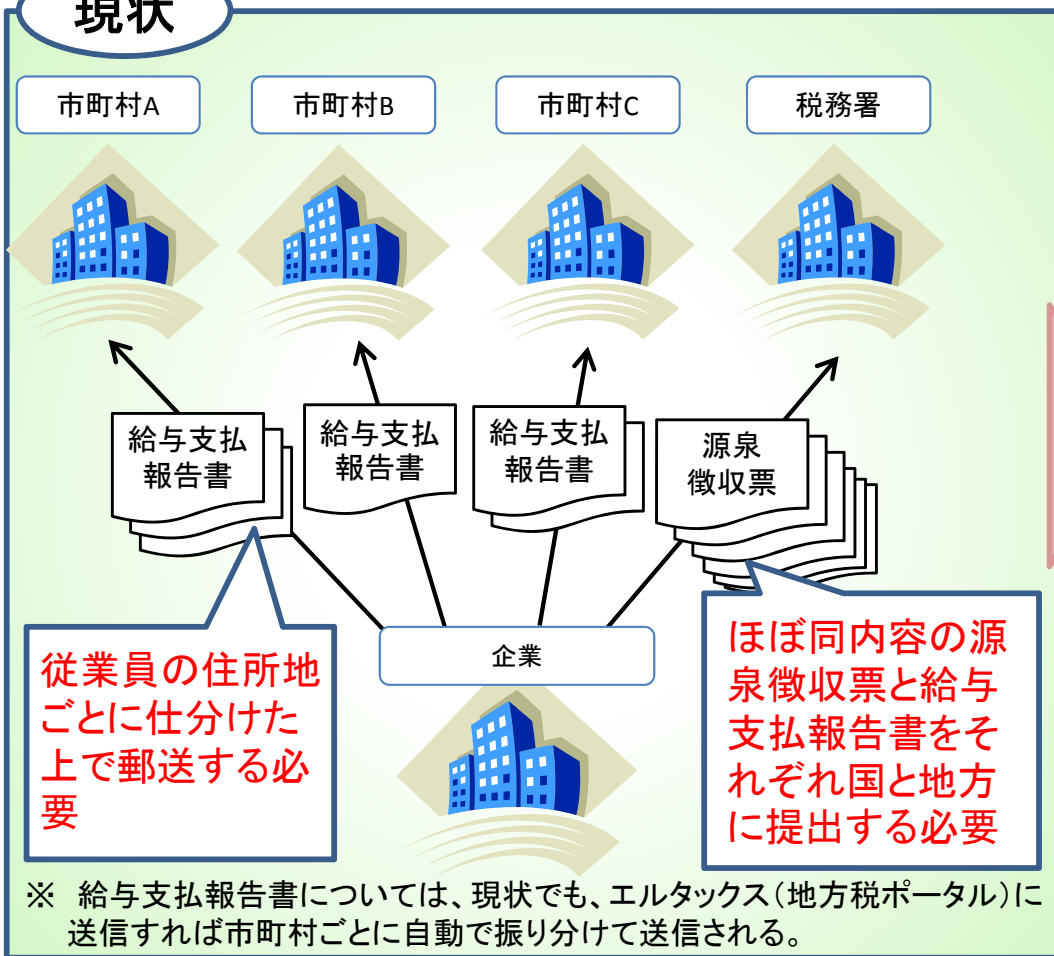 現状
市町村A
市町村B
市町村C
税務署
給与支払
報告書
給与支払
報告書
給与支払
報告書
源泉
徴収票
従業員の住所地
ごとに仕分けた
上で郵送する必
要
企業
ほぼ同内容の源
泉徴収票と給与
支払報告書をそ
れぞれ国と地方
に提出する必要
※　給与支払報告書については、現状でも、エルタックス（地方税ポータル）に
送信すれば市町村ごとに自動で振り分けて送信される。